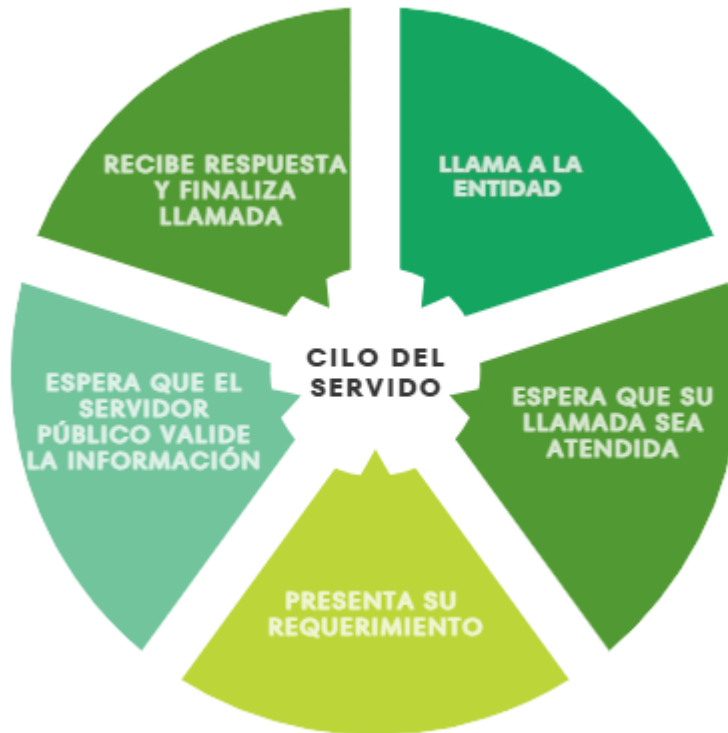 CILO DEL
SERVIDO
LLAMA A LA
ENTIDAD
ESPERA QUE SU
LLAMADA SEA
ATENDIDA
PRESENTA SU
REQUERIMIENTO
ESPERA QUE EL
SERVIDOR
PÚBLICO VALIDE
LA INFORMACIÓN
RECIBE RESPUESTA
Y FINALIZA
LLAMADA